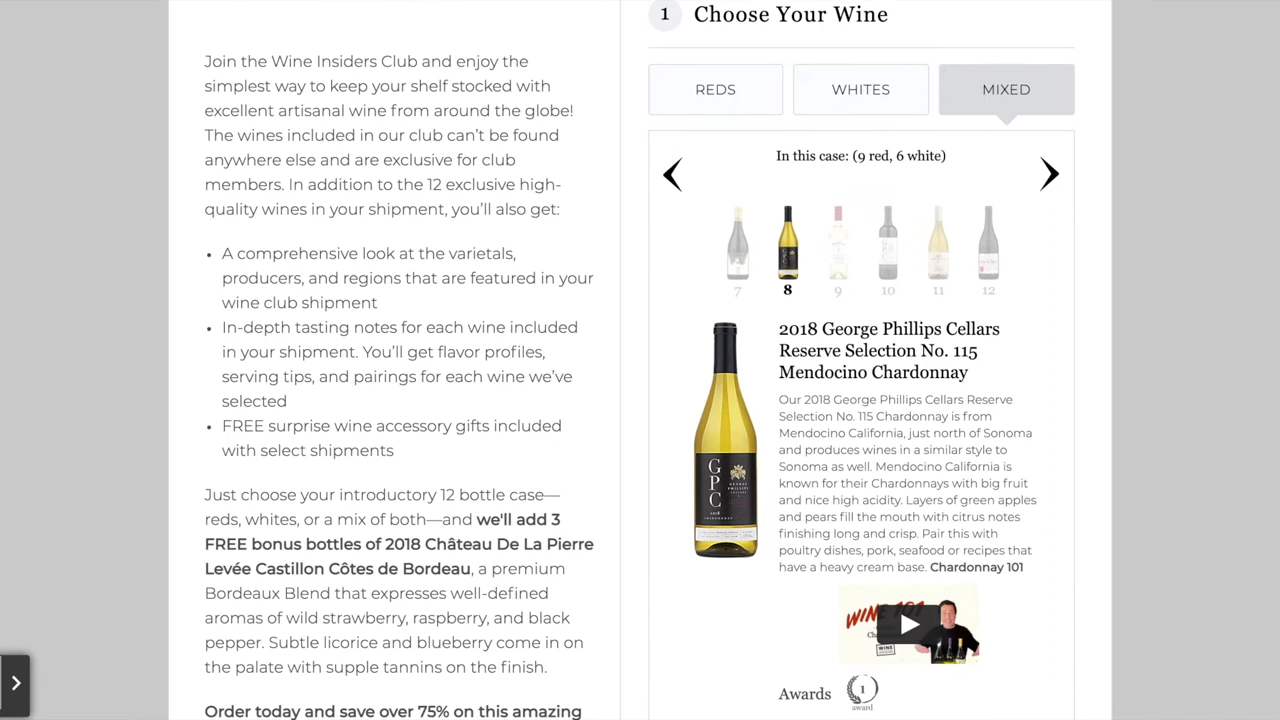 Join the Wine Insiders Club and enjoy the
simplest way to keep your shelf stocked with
excellent artisanal wine from around the globe!
The wines included in our club can't be found
anywhere else and are exclusive for club
members. In addition to the 12 exclusive high-
quality wines in your shipment, you'll also get:
• A comprehensive look at the varietals,
producers, and regions that are featured in your
wine club shipment
• In-depth tasting notes for each wine included
in your shipment. You'll get flavor profiles,
serving tips, and pairings for each wine we've
selected
• FREE surprise wine accessory gifts included
with select shipments
Just choose your introductory 12 bottle case—
reds, whites, or a mix of both—and we'll add 3
FREE bonus bottles of 2018 Château De La Pierre
Levée Castillon Côtes de Bordeau, a premium
Bordeaux Blend that expresses well-defined
aromas of wild strawberry, raspberry, and black
pepper. Subtle licorice and blueberry come in on
the palate with supple tannins on the finish.
Order today and save over 75% on this amazing
1 Choose Your Wine
REDS WHITES MIXED
In this case: (9 red, 6 white)
7 8 9 10 11 12
2018 George Phillips Cellars
Reserve Selection No. 115
Mendocino Chardonnay
Our 2018 George Phillips Cellars Reserve
Selection No. 115 Chardonnay is from
Mendocino California, just north of Sonoma
and produces wines in a similar style to
Sonoma as well. Mendocino California is
known for their Chardonnays with big fruit
and nice high acidity. Layers of green apples
and pears fill the mouth with citrus notes
finishing long and crisp. Pair this with
poultry dishes, pork, seafood or recipes that
have a heavy cream base. Chardonnay 101
GPC
GEORGE
PHILLIPS
WINE 101
WINE
Awards 1
award